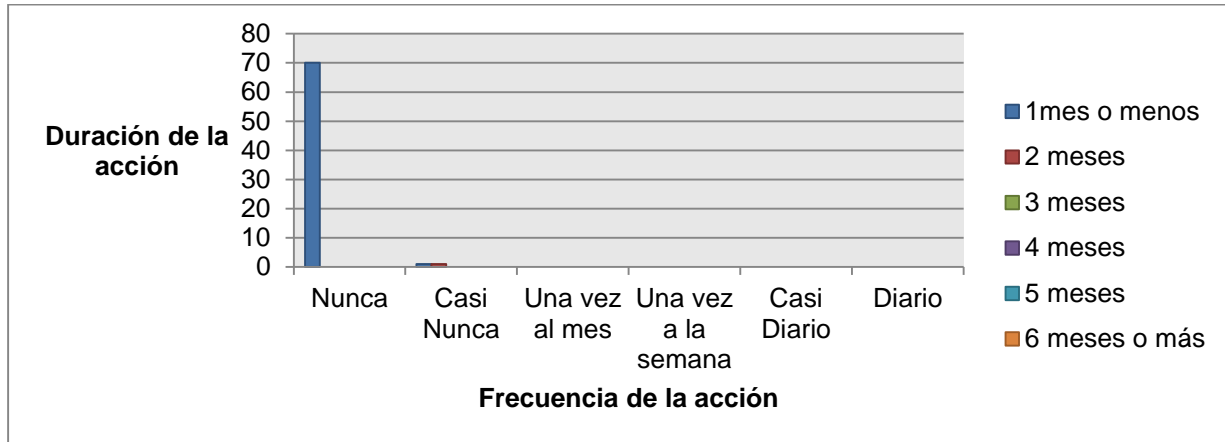 80
70
60
50
40
30
20
10
0
Duración de la
acción
Nunca
Casi
Nunca
Una vez
al mes
Una vez
a la
semana
Casi
Diario
Diario
Frecuencia de la acción
1mes o menos
2 meses
3 meses
4 meses
5 meses
6 meses o más